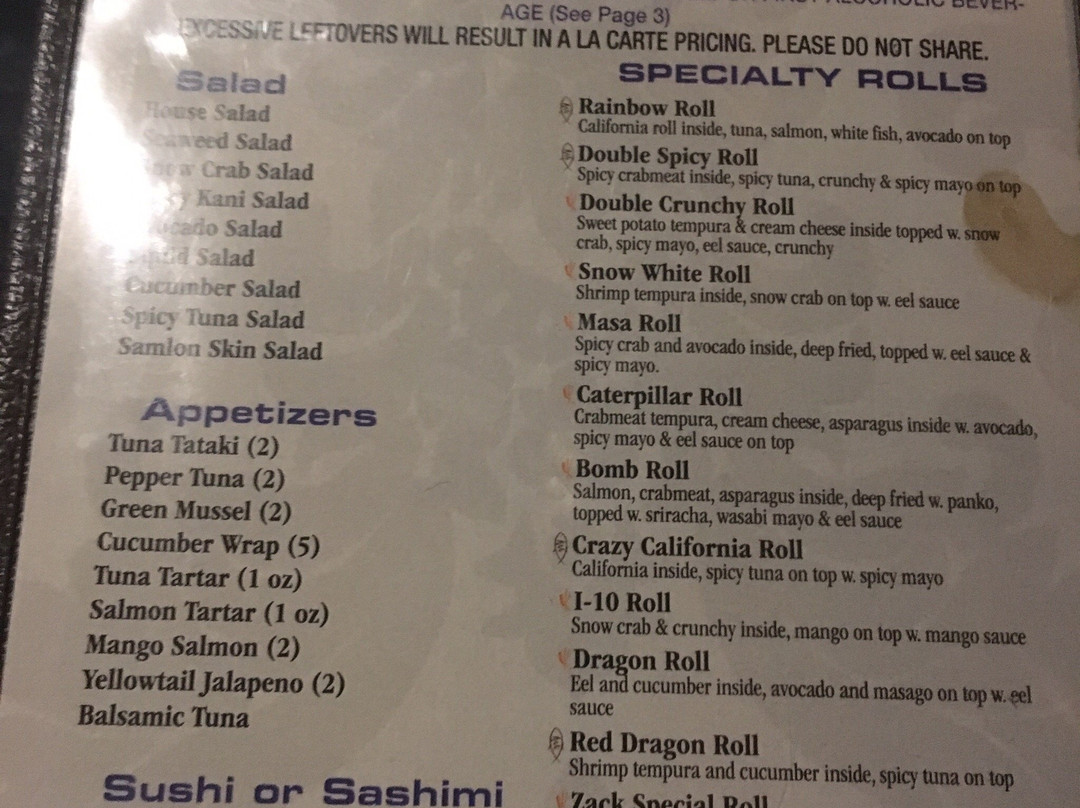 AGE (See Page 3)
EXCESSIVE LEFTOVERS WILL RESULT IN A LA CARTE PRICING. PLEASE DO NOT SHARE.
Salad
House Salad
Seaweed Salad
Snow Crab Salad
Kani Salad
Avocado Salad
Salad
Cucumber Salad
Spicy Tuna Salad
Samlon Skin Salad
Appetizers
Tuna Tataki (2)
Pepper Tuna (2)
Green Mussel (2)
Cucumber Wrap (5)
Tuna Tartar (1 oz)
Salmon Tartar (1 oz)
Mango Salmon (2)
Yellowtail Jalapeno (2)
Balsamic Tuna
Sushi or Sashimi
SPECIALTY ROLLS
Rainbow Roll
California roll inside, tuna, salmon, white fish, avocado on top
Double Spicy Roll
Spicy crabmeat inside, spicy tuna, crunchy & spicy mayo on top
Double Crunchy Roll
Sweet potato tempura & cream cheese inside topped w. snow
crab, spicy mayo, eel sauce, crunchy
Snow White Roll
Shrimp tempura inside, snow crab on top w. eel sauce
Masa Roll
Spicy crab and avocado inside, deep fried, topped w. eel sauce &
spicy mayo.
Caterpillar Roll
Crabmeat tempura, cream cheese, asparagus inside w. avocado,
spicy mayo & eel sauce on top
Bomb Roll
Salmon, crabmeat, asparagus inside, deep fried w. panko,
topped w. sriracha, wasabi mayo & eel sauce
Crazy California Roll
California inside, spicy tuna on top w. spicy mayo
I-10 Roll
Snow crab & crunchy inside, mango on top w. mango sauce
Dragon Roll
Eel and cucumber inside, avocado and masago on top w. eel
sauce
Red Dragon Roll
Shrimp tempura and cucumber inside, spicy tuna on top
Zack Special Roll